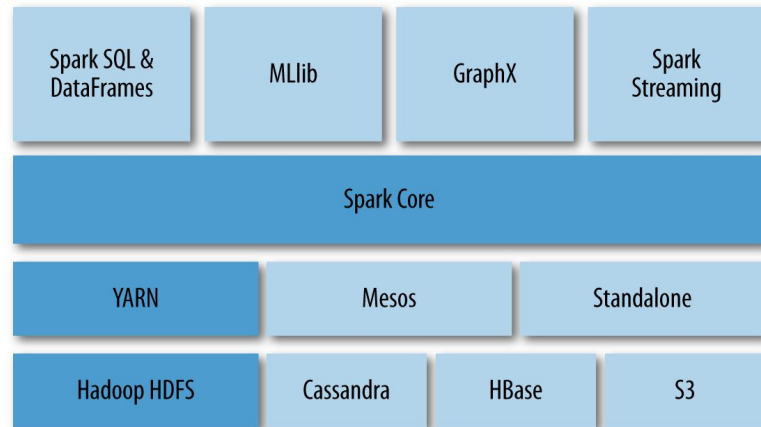 Spark SQL &
DataFrames
MLlib
GraphX
Spark
Streaming
Spark Core
YARN
Mesos
Standalone
Hadoop HDFS
Cassandra
HBase
S3